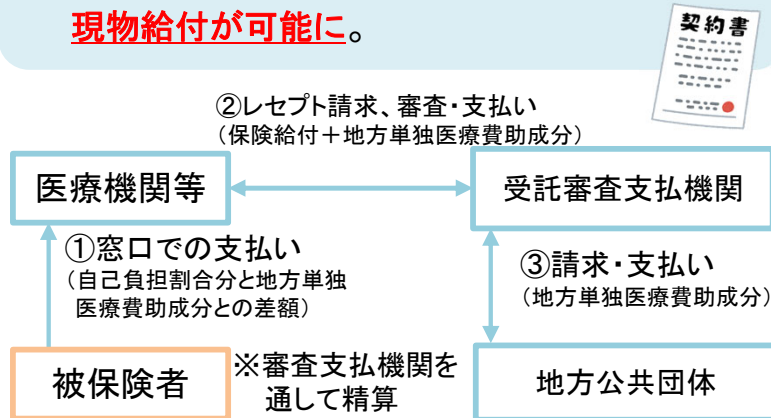 現物給付が可能に。
契約書
②レセプト請求、審査・支払い
（保険給付＋地方単独医療費助成分）
医療機関等
受託審査支払機関
①窓口での支払い
（自己負担割合分と地方単独
医療費助成分との差額）
③請求・支払い
（地方単独医療費助成分）
被保険者
※審査支払機関を
通して精算
地方公共団体